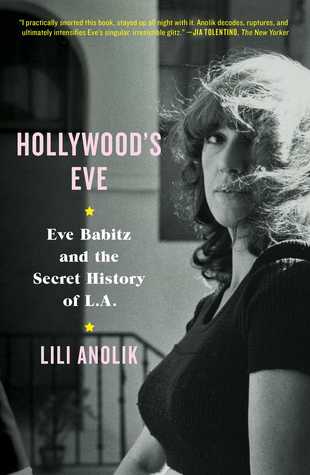 "I practically snorted this book, stayed up all night with it. Anolik decodes, ruptures, and
ultimately intensifies Eve's singular irresistible glitz." —JIA TOLENTINO, The New Yorker
HOLLYWOOD'S
EVE
Eve Babitz
and the
Secret History
of L.A.
LILI ANOLIK